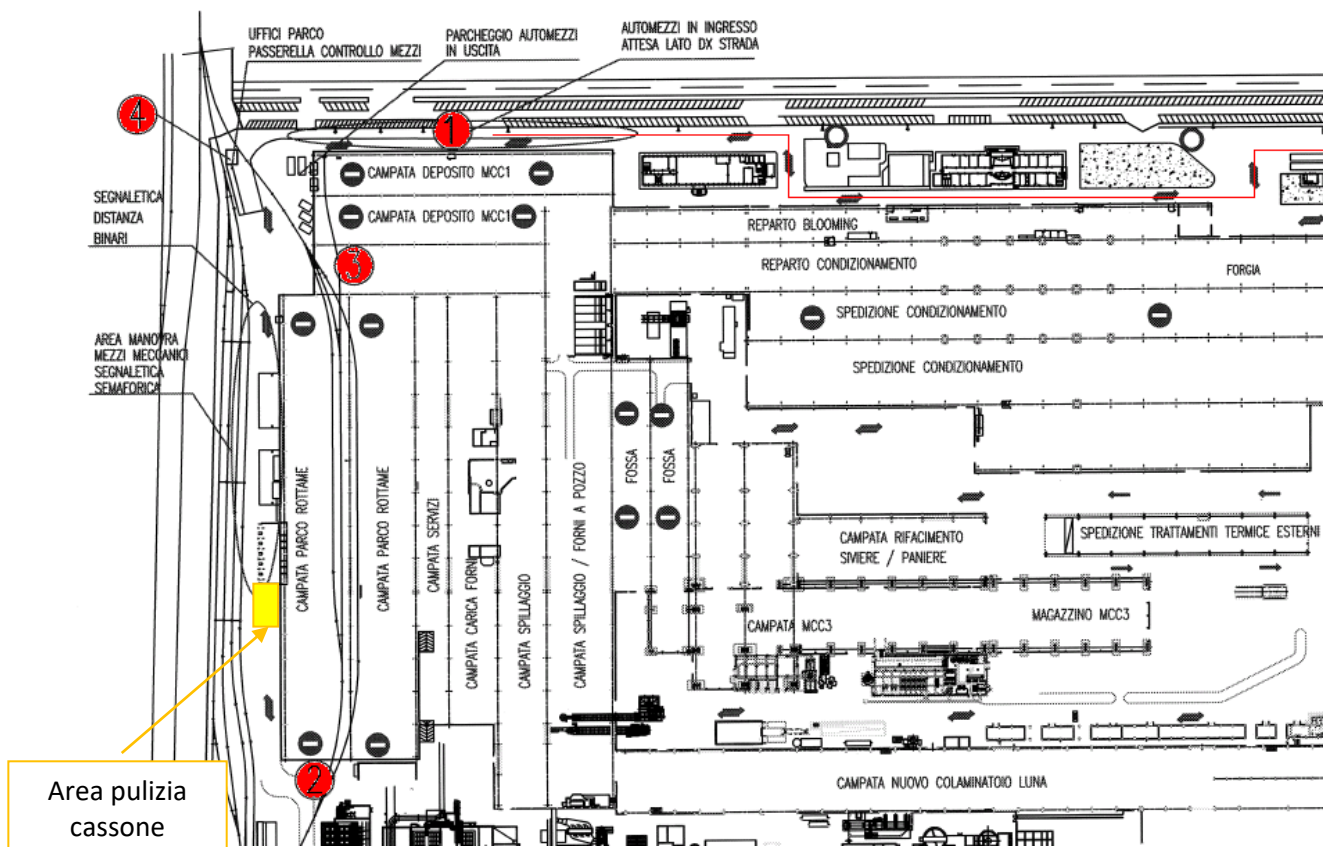 UFFICI PARCO
PASSERELLA CONTROLLO MEZZI
PARCHEGGIO AUTOMEZZI
IN USCITA
AUTOMEZZI IN INGRESSO
ATTESA LATO DX STRADA
4
1
CAMPATA DEPOSITO MCC1
CAMPATA DEPOSITO MCC1
SEGNALETICA
DISTANZA
BINARI
3
REPARTO BLOOMING
REPARTO CONDIZIONAMENTO
FORGIA
SPEDIZIONE CONDIZIONAMENTO
SPEDIZIONE CONDIZIONAMENTO
AREA MANOVRA
MEZZI MECCANICI
SEGNALETICA
SEMAFORICA
CAMPATA PARCO ROTTAME
CAMPATA PARCO ROTTAME
CAMPATA SERVIZI
CAMPATA CARICA FORNI
CAMPATA SPILLAGGIO
CAMPATA SPILLAGGIO / FORNI A POZZO
FOSSA
FOSSA
CAMPATA RIFACIMENTO
SIVIERE / PANIERE
SPEDIZIONE TRATTAMENTI TERMICE ESTERNI
CAMPATA MCC3
MAGAZZINO MCC3
2
CAMPATA NUOVO COLAMINATOIO LUNA
Area pulizia
cassone